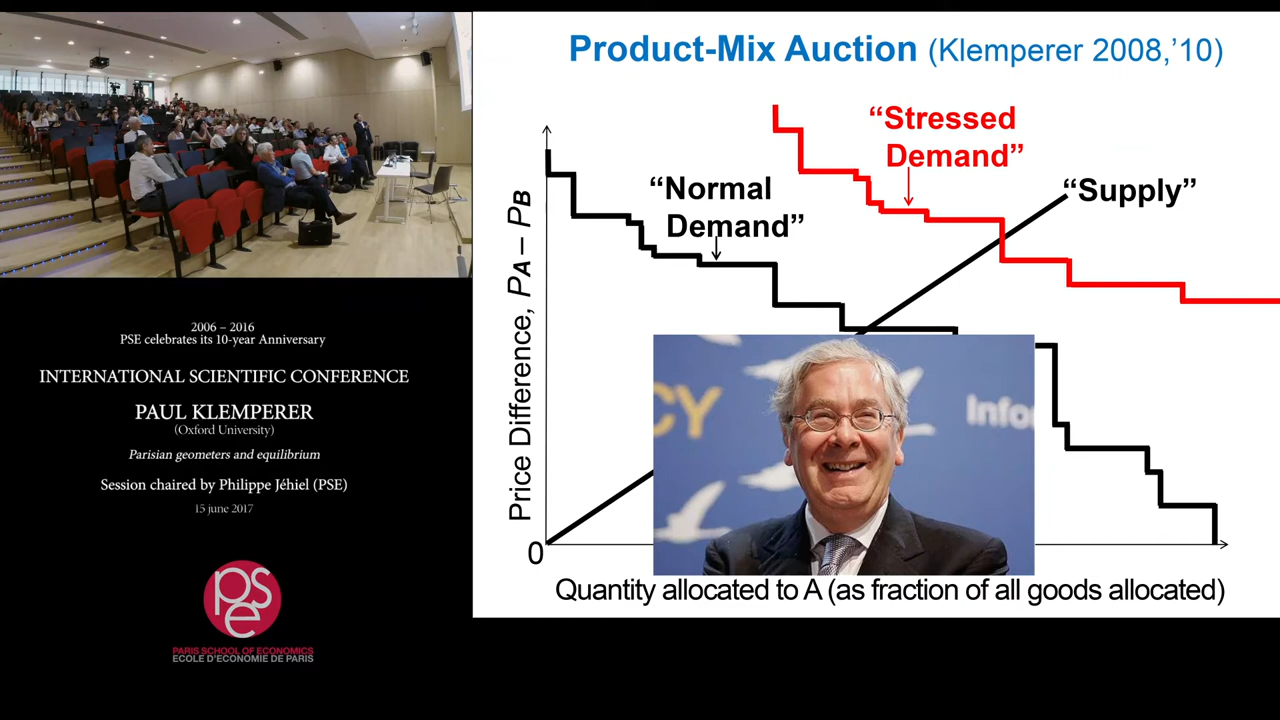 2006 – 2016
PSE celebrates its 10-year Anniversary
INTERNATIONAL SCIENTIFIC CONFERENCE
PAUL KLEMPERER
(Oxford University)
Parisian geometers and equilibrium
Session chaired by Philippe Jéhiel (PSE)
15 june 2017
pse
PARIS SCHOOL OF ECONOMICS
ECOLE D'ECONOMIE DE PARIS
Product-Mix Auction (Klemperer 2008,’10)
“Stressed
Demand”
“Normal
Demand”
“Supply”
Price Difference, PA – PB
CY
Info
0
Quantity allocated to A (as fraction of all goods allocated)